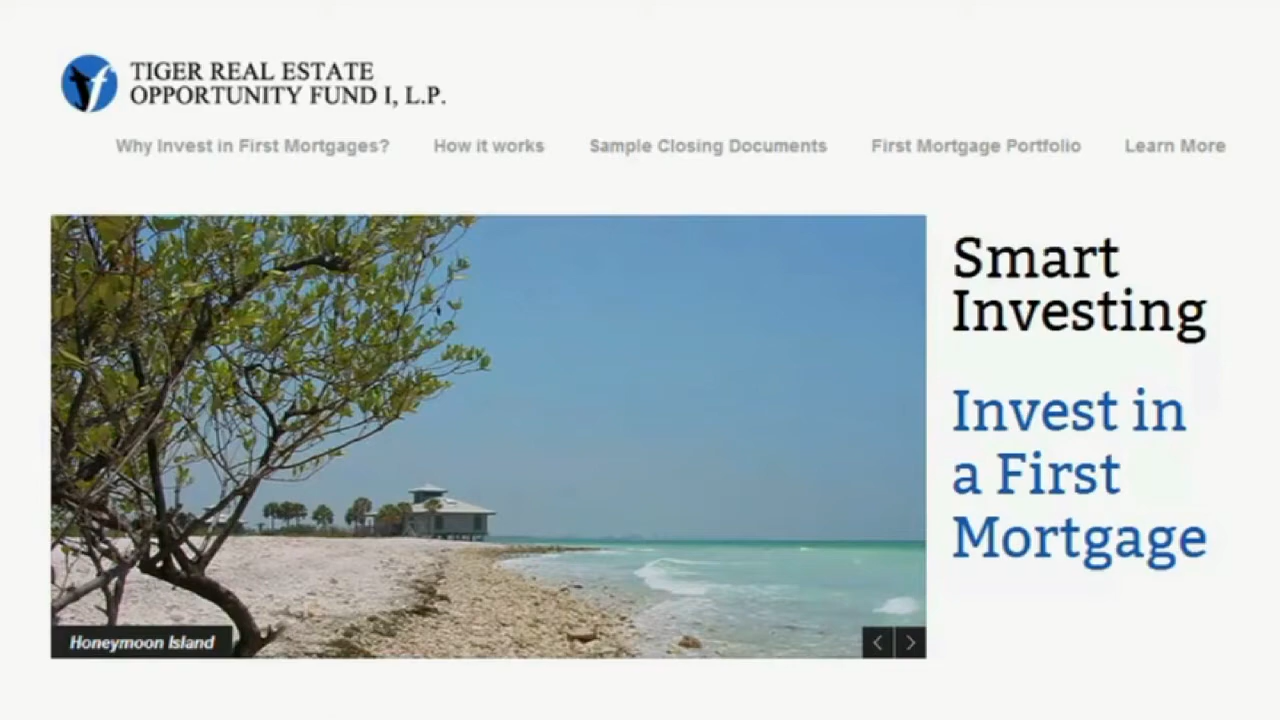 TIGER REAL ESTATE
OPPORTUNITY FUND I, L.P.
Why Invest in First Mortgages? How it works Sample Closing Documents First Mortgage Portfolio Learn More
Smart
Investing
Invest in
a First
Mortgage
Honeymoon Island